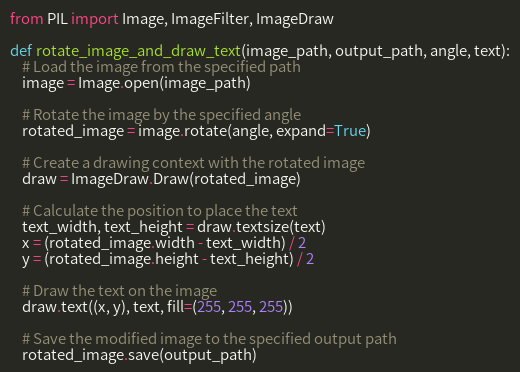 from PIL import Image, ImageFilter, ImageDraw

def rotate_image_and_draw_text(image_path, output_path, angle, text):
    # Load the image from the specified path
    image = Image.open(image_path)

    # Rotate the image by the specified angle
    rotated_image = image.rotate(angle, expand=True)

    # Create a drawing context with the rotated image
    draw = ImageDraw.Draw(rotated_image)

    # Calculate the position to place the text
    text_width, text_height = draw.textsize(text)
    x = (rotated_image.width - text_width) / 2
    y = (rotated_image.height - text_height) / 2

    # Draw the text on the image
    draw.text((x, y), text, fill=(255, 255, 255))

    # Save the modified image to the specified output path
    rotated_image.save(output_path)